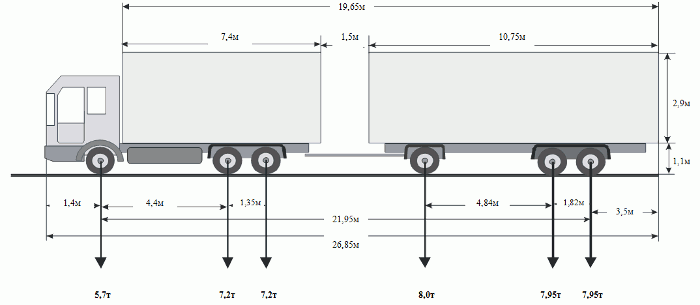 19,65м
7,4м
1,5м
10,75м
2,9м
1,1м
1,4м
4,4м
1,35м
4,84м
1,82м
3,5м
21,95м
26,85м
5,7т
7,2т
7,2т
8,0т
7,95т
7,95т